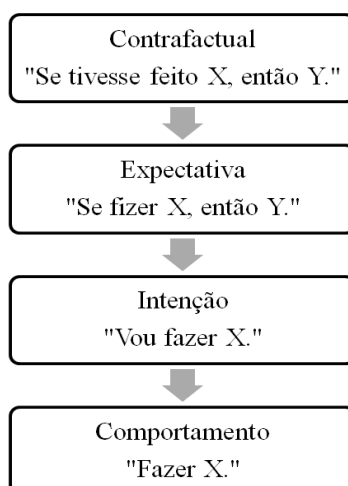 Contrafactual
"Se tivesse feito X, então Y."
Expectativa
"Se fizer X, então Y."
Intenção
"Vou fazer X."
Comportamento
"Fazer X."